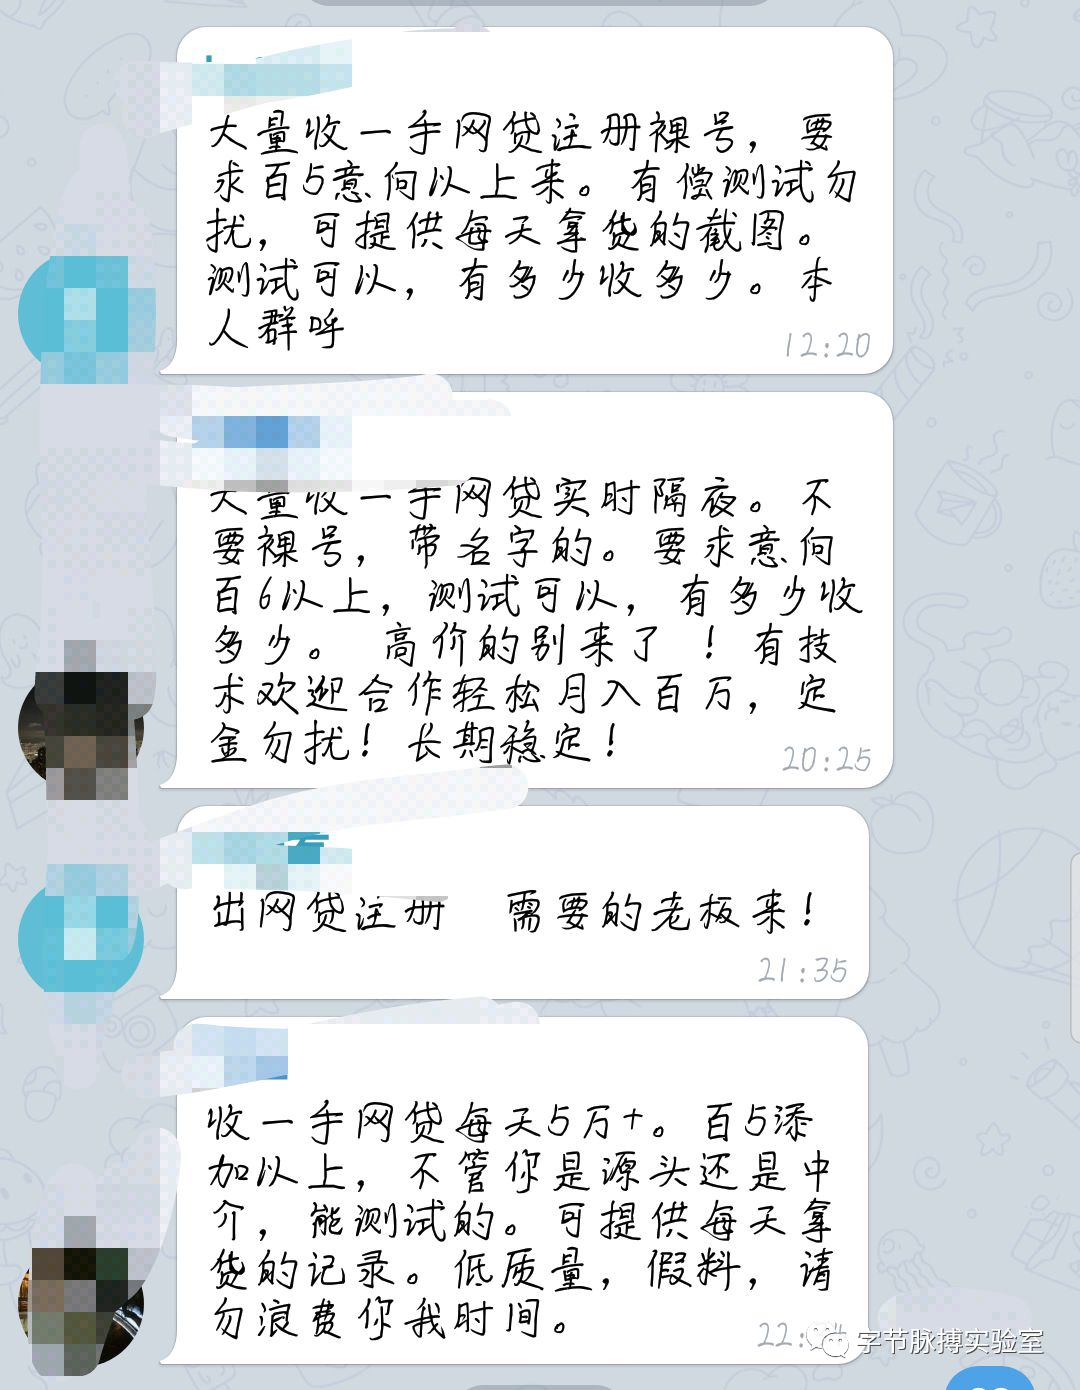 大量收一手网贷注册裸号，要
求百5意向以上来。有偿测试勿
扰，可提供每天拿货的截图。
测试可以，有多少收多少。本
人群呼
12:20
大量收一手网贷实时隔夜。不
要裸号，带名字的。要求意向
百6以上，测试可以，有多少收
多少。 高价的别来了 ！有技
术欢迎合作轻松月入百万，定
金勿扰！长期稳定！
20:25
出网贷注册 需要的老板来！
21:35
收一手网贷每天5万+。百5添
加以上，不管你是源头还是中
介，能测试的。可提供每天拿
货的记录。低质量，假料，请
勿浪费你我时间。
字节脉搏实验室